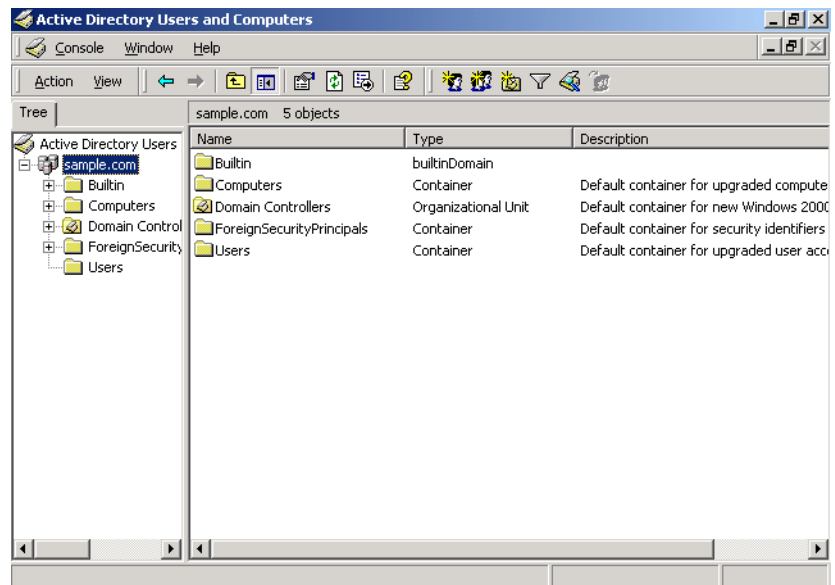 Active Directory Users and Computers
Console Window Help
Action View
Tree
sample.com 5 objects
Active Directory Users
sample.com
Builtin
Computers
Domain Control
ForeignSecurity
Users
Name Type Description
Builtin builtinDomain
Computers Container Default container for upgraded compute
Domain Controllers Organizational Unit Default container for new Windows 2000
ForeignSecurityPrincipals Container Default container for security identifiers
Users Container Default container for upgraded user acco